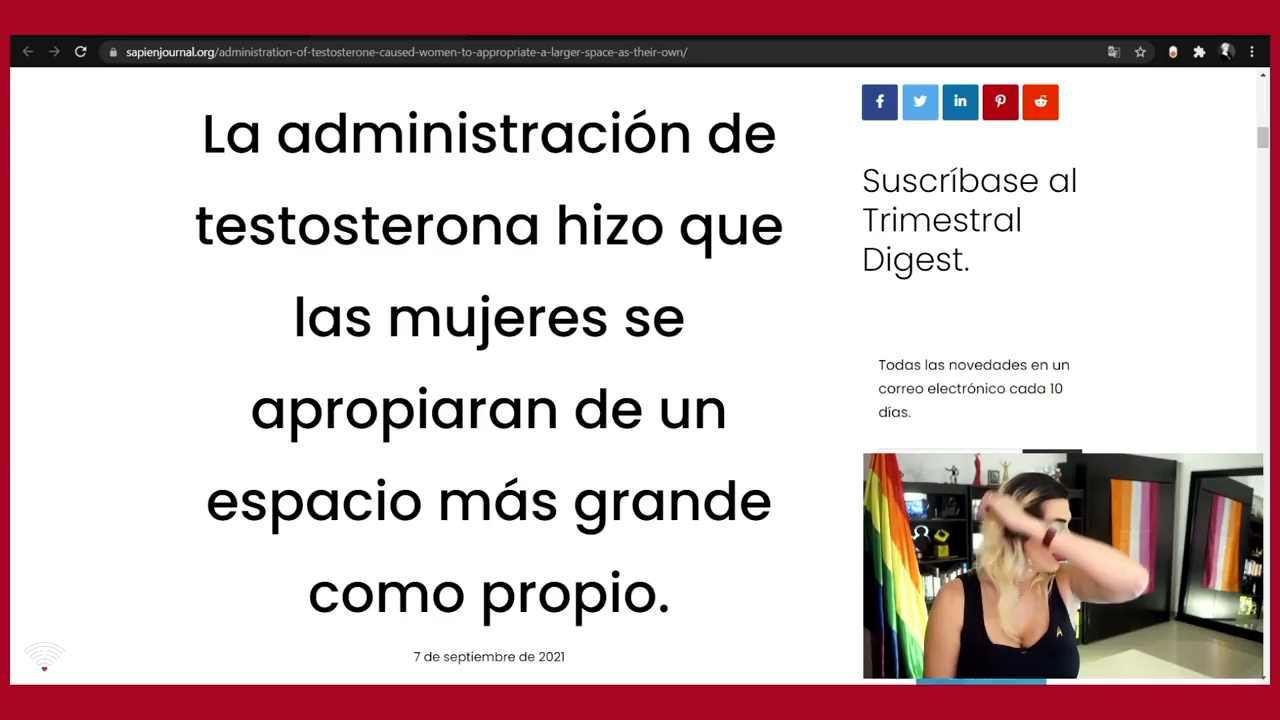 sapienjournal.org/administration-of-testosterone-caused-women-to-appropriate-a-larger-space-as-their-own/
La administración de
testosterona hizo que
las mujeres se
apropiaran de un
espacio más grande
como propio.
7 de septiembre de 2021
Suscríbase al
Trimestral
Digest.
Todas las novedades en un
correo electrónico cada 10
días.